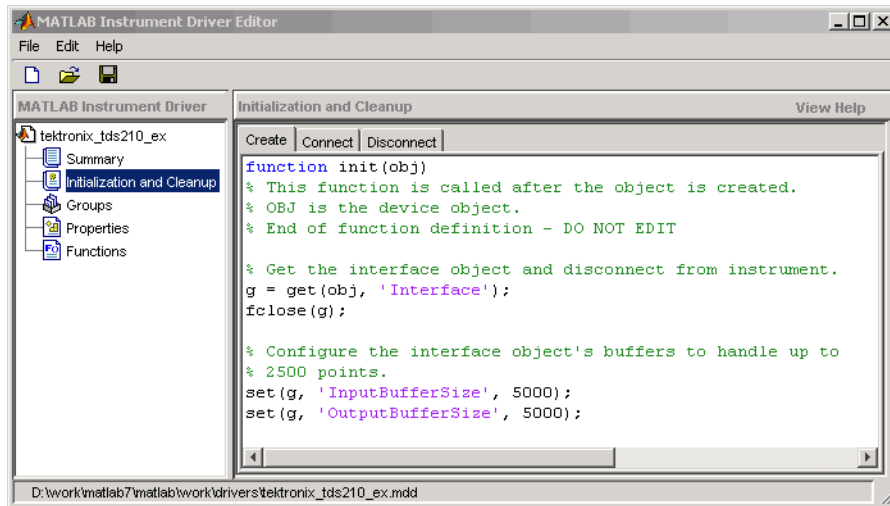 MATLAB Instrument Driver Editor
File Edit Help
MATLAB Instrument Driver
Initialization and Cleanup View Help
tektronix_tds210_ex
Summary
Initialization and Cleanup
Groups
Properties
Functions
Create Connect Disconnect
function init(obj)
% This function is called after the object is created.
% OBJ is the device object.
% End of function definition - DO NOT EDIT
% Get the interface object and disconnect from instrument.
g = get(obj, 'Interface');
fclose(g);
% Configure the interface object's buffers to handle up to
% 2500 points.
set(g, 'InputBufferSize', 5000);
set(g, 'OutputBufferSize', 5000);
D:\work\matlab7\matlab\work\drivers\tektronix_tds210_ex.mdd